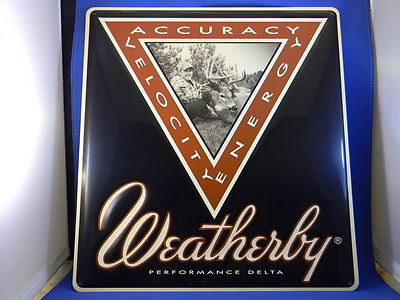 ACCURACY
VELOCITY
ENERGY
Weatherby®
PERFORMANCE DELTA